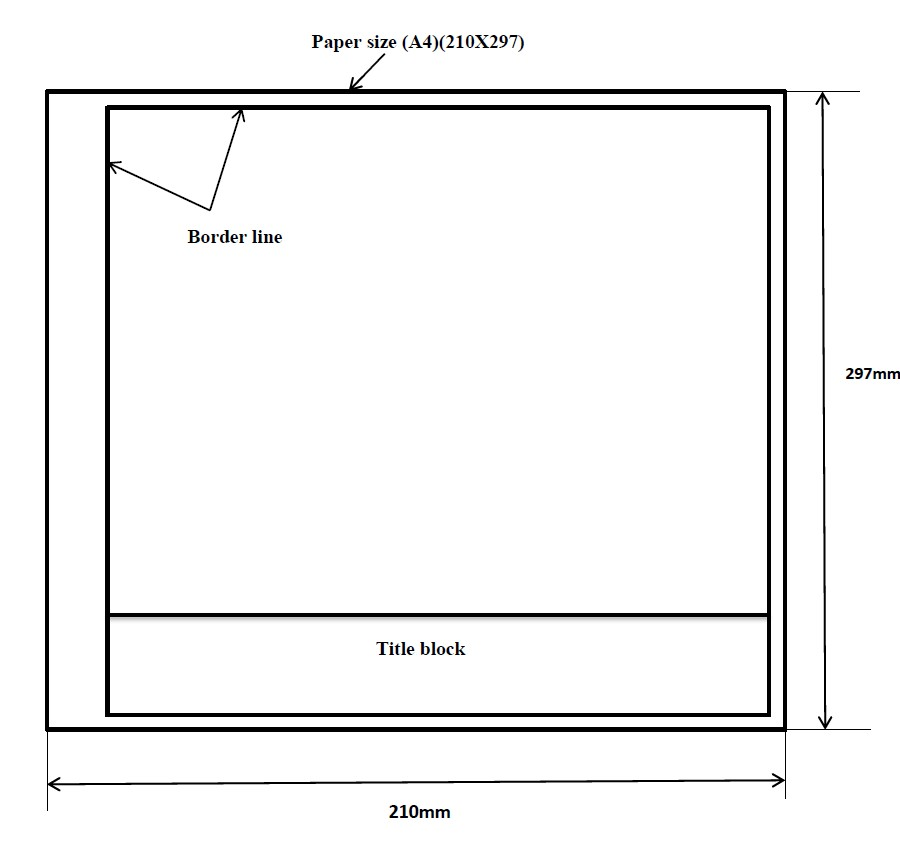 Paper size (A4)(210X297)
Border line
297mm
Title block
210mm